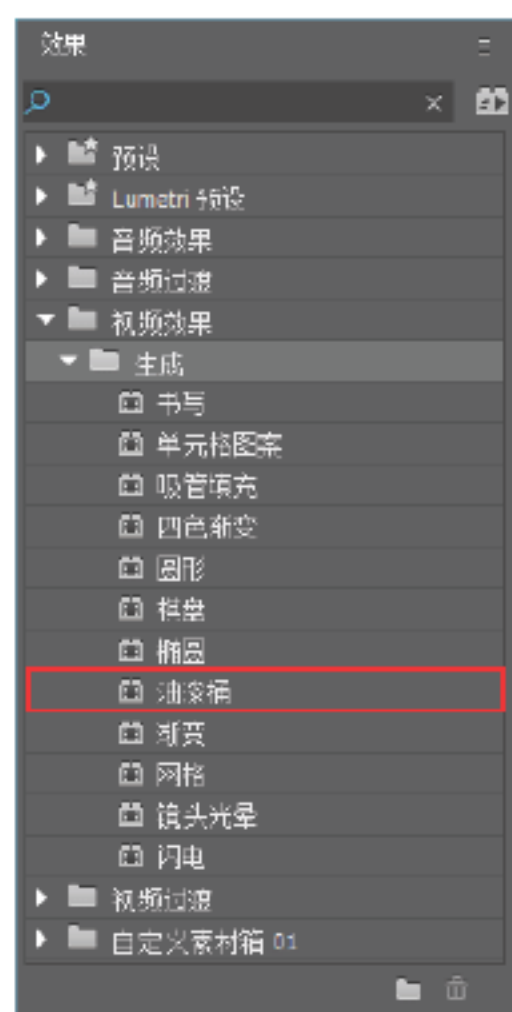 效果
预设
Lumetri 预设
音频效果
音频过渡
视频效果
生成
书写
单元格图案
吸管填充
四色渐变
圆形
棋盘
椭圆
油漆桶
渐变
网格
镜头光晕
闪电
视频过渡
自定义素材箱 01